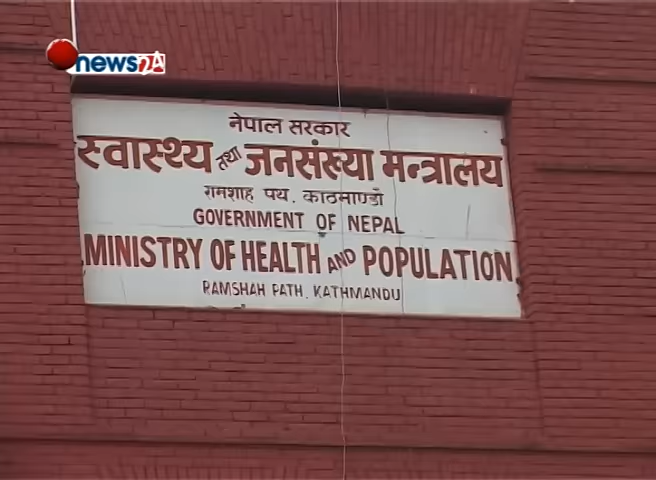 news24
नेपाल सरकार
स्वास्थ्य तथा जनसंख्या मन्त्रालय
रामशाह पथ, काठमाण्डौ
GOVERNMENT OF NEPAL
MINISTRY OF HEALTH AND POPULATION
RAMSHAH PATH, KATHMANDU